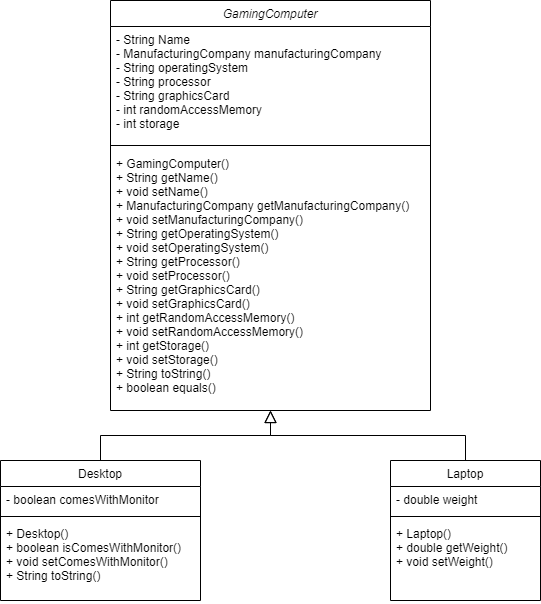 GamingComputer
- String Name
- ManufacturingCompany manufacturingCompany
- String operatingSystem
- String processor
- String graphicsCard
- int randomAccessMemory
- int storage
+ GamingComputer()
+ String getName()
+ void setName()
+ ManufacturingCompany getManufacturingCompany()
+ void setManufacturingCompany()
+ String getOperatingSystem()
+ void setOperatingSystem()
+ String getProcessor()
+ void setProcessor()
+ String getGraphicsCard()
+ void setGraphicsCard()
+ int getRandomAccessMemory()
+ void setRandomAccessMemory()
+ int getStorage()
+ void setStorage()
+ String toString()
+ boolean equals()
Desktop
- boolean comesWithMonitor
+ Desktop()
+ boolean isComesWithMonitor()
+ void setComesWithMonitor()
+ String toString()
Laptop
- double weight
+ Laptop()
+ double getWeight()
+ void setWeight()